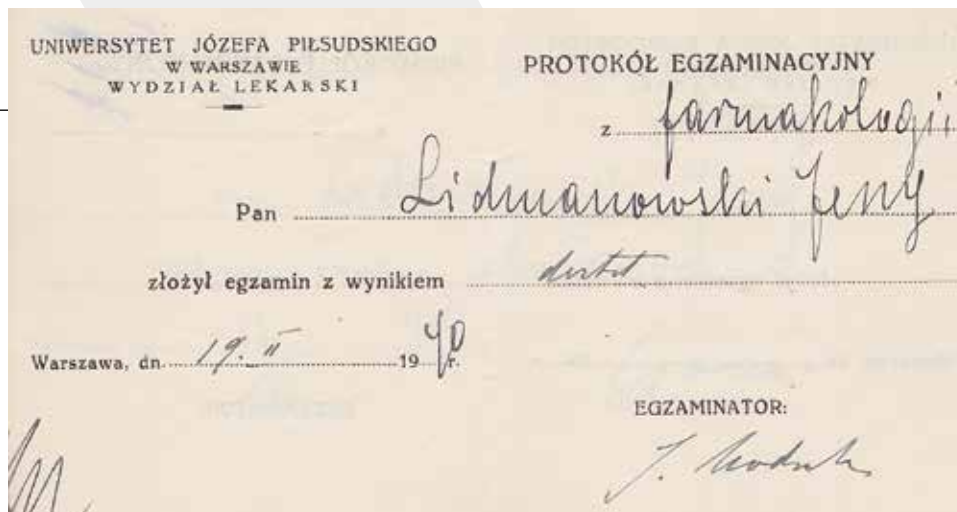 UNIWERSYTET JÓZEFA PIŁSUDSKIEGO
W WARSZAWIE
WYDZIAŁ LEKARSKI
PROTOKÓŁ EGZAMINACYJNY
z farmakologii
Pan Lidmanowski Jerzy
złożył egzamin z wynikiem
Warszawa, dn. 19. II 1940 r.
EGZAMINATOR:
J.